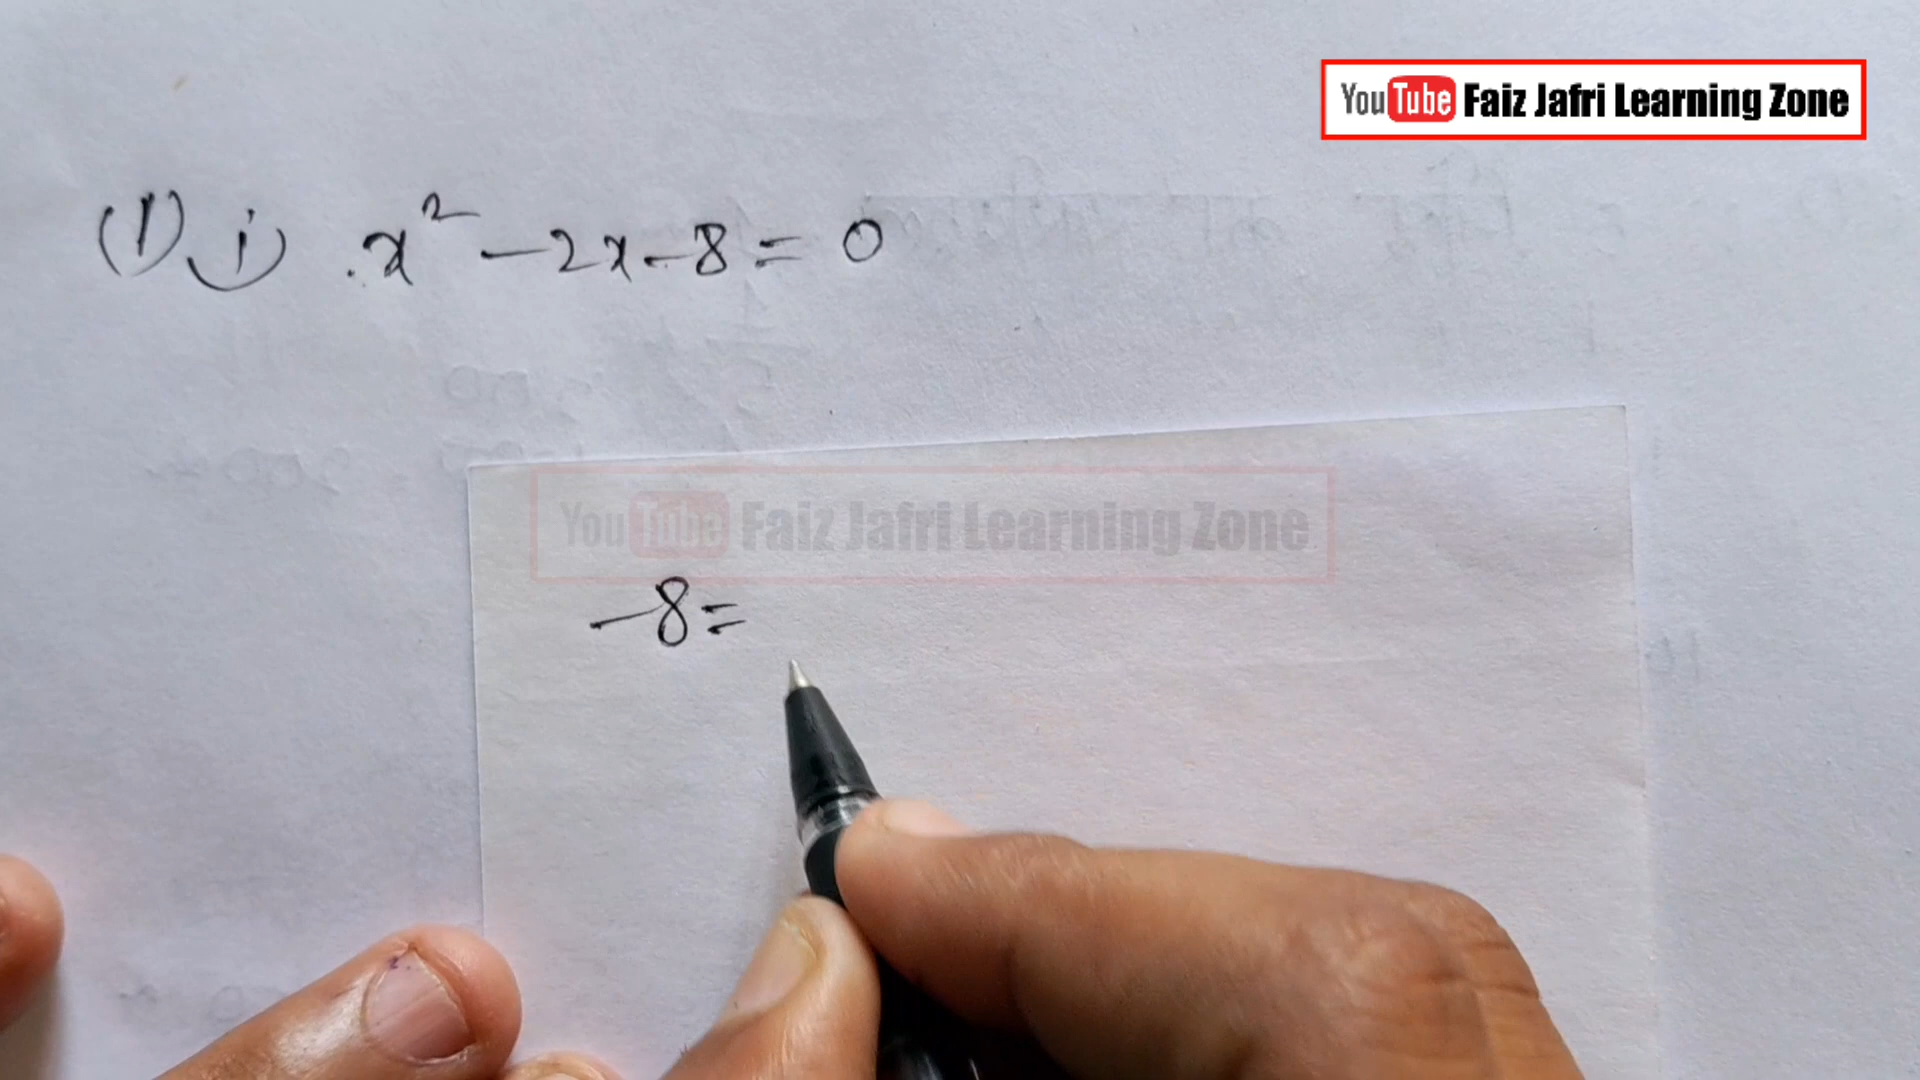 YouTube Faiz Jafri Learning Zone
(1) i) x² - 2x - 8 = 0
YouTube Faiz Jafri Learning Zone
-8 =